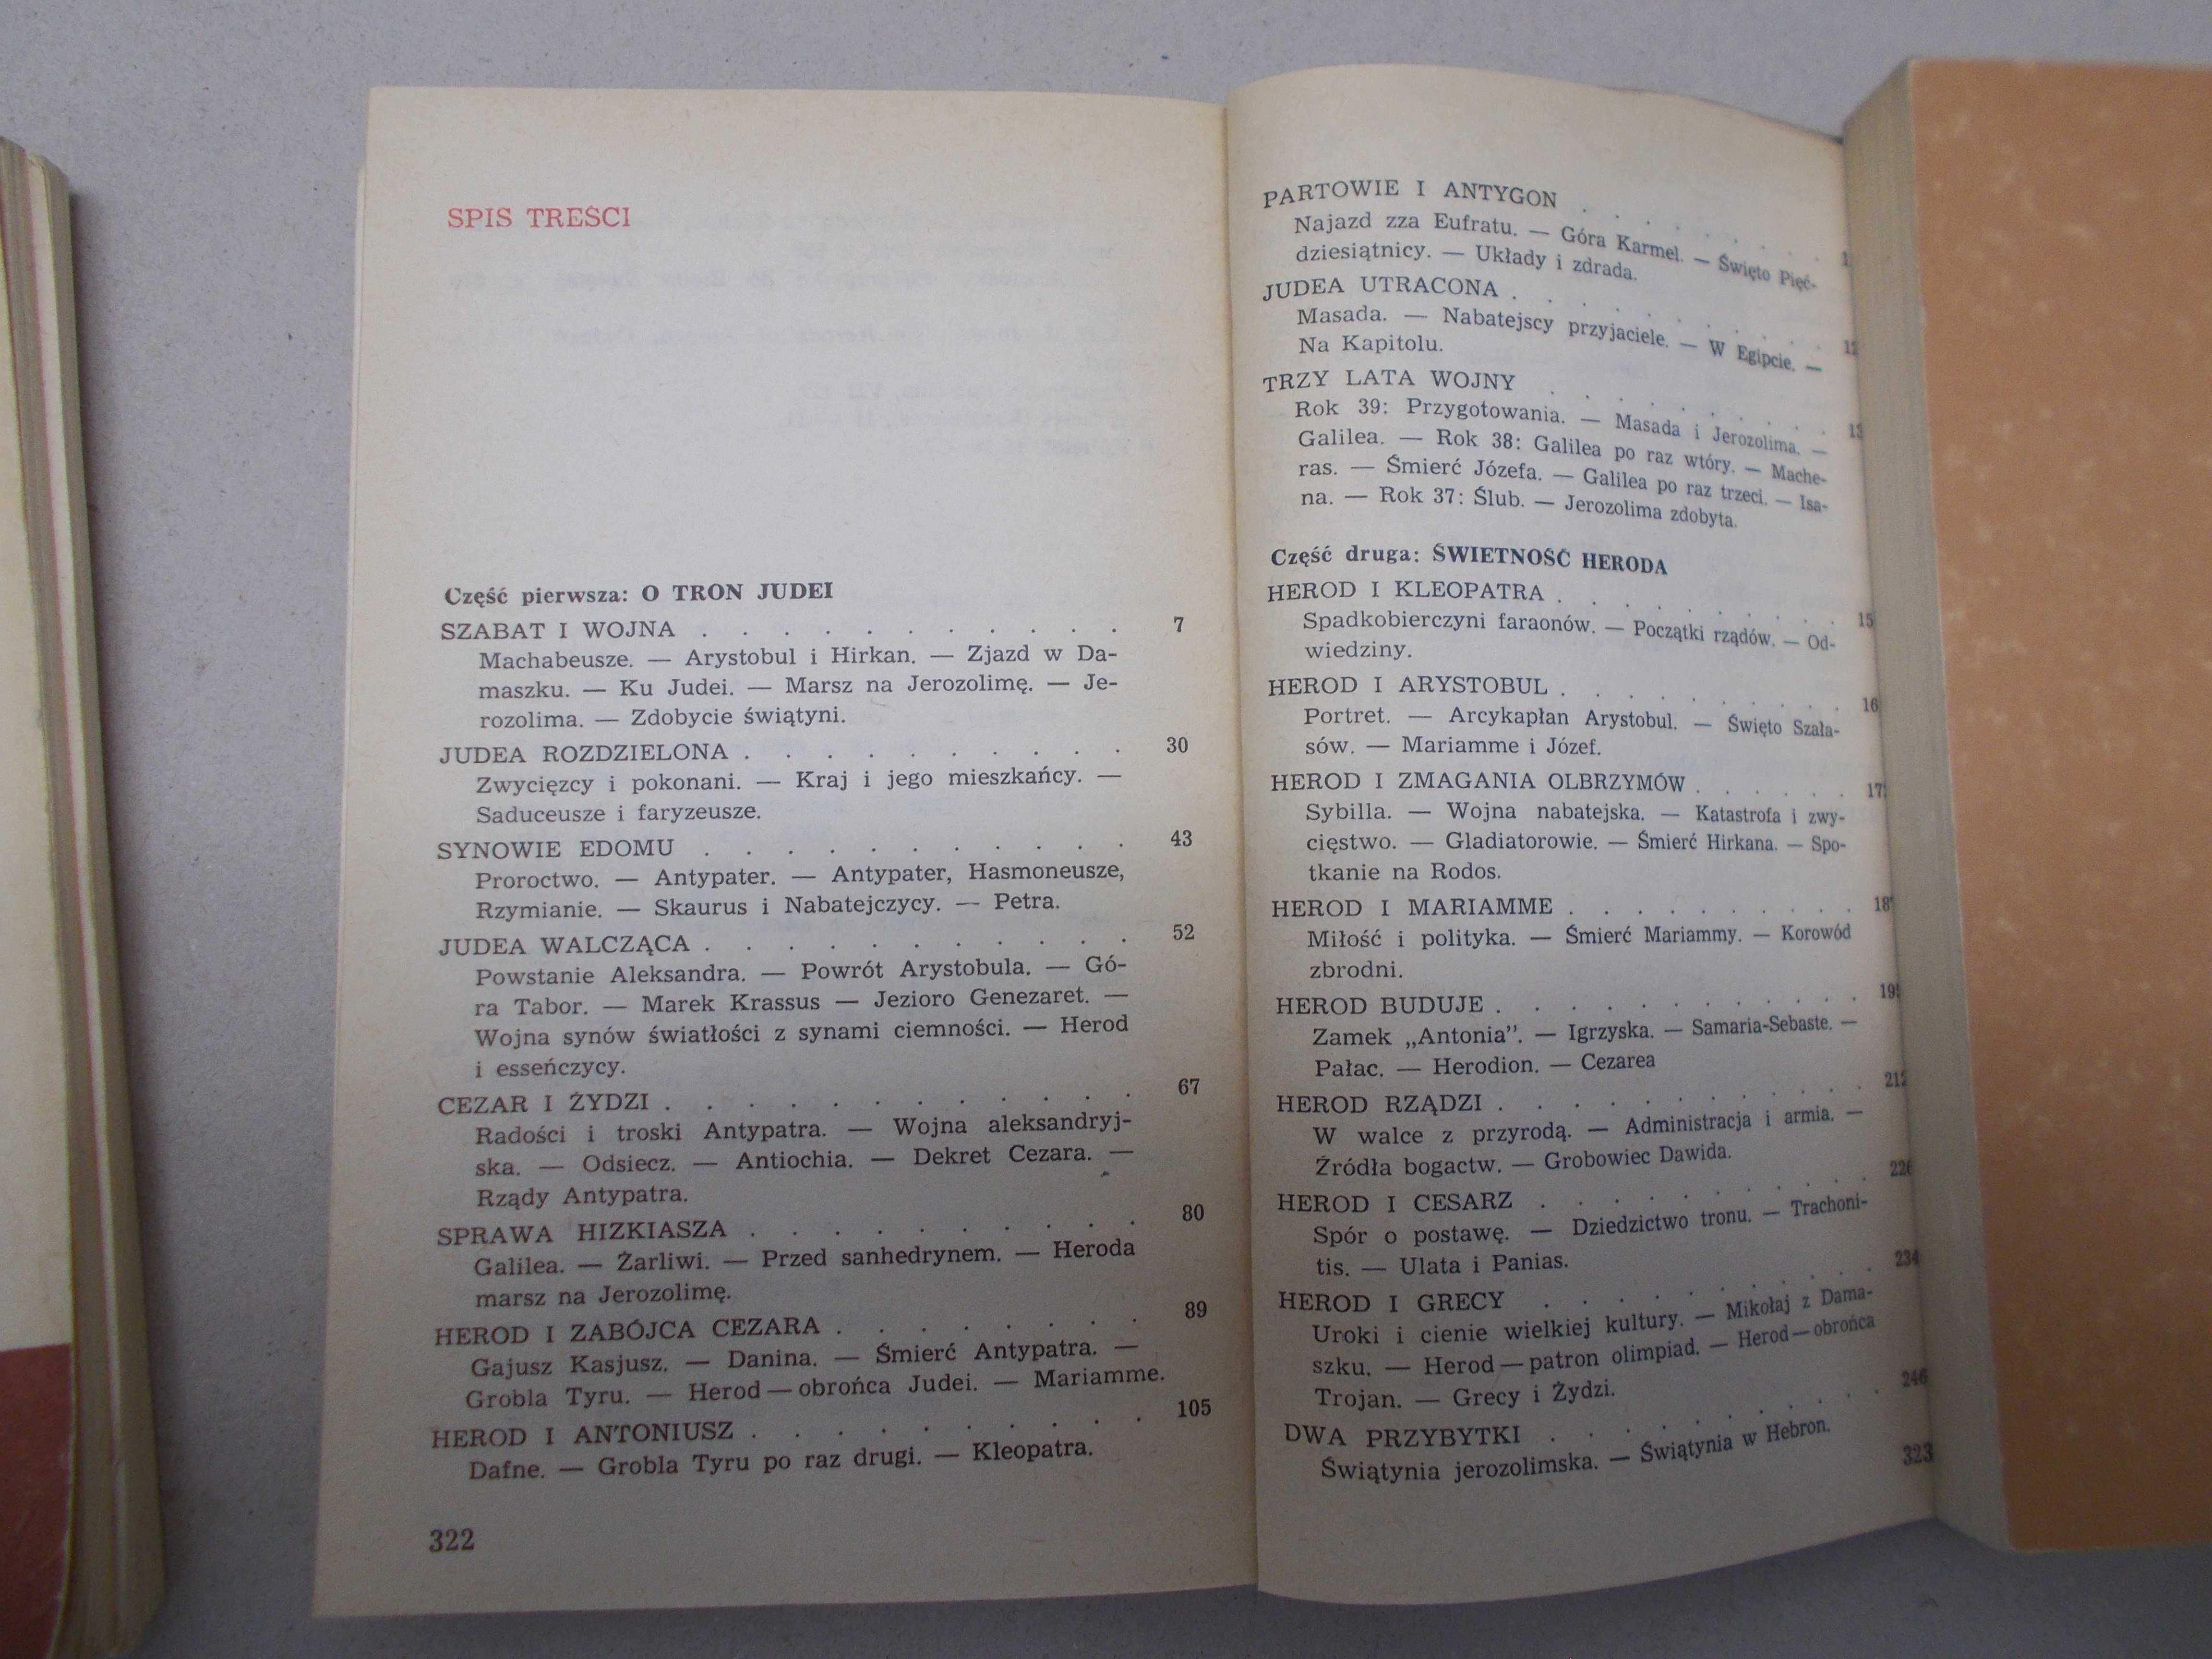 SPIS TREŚCI
Część pierwsza: O TRON JUDEI
SZABAT I WOJNA . . . . . . . . . . . 7
Machabeusze. — Arystobul i Hirkan. — Zjazd w Da-
maszku. — Ku Judei. — Marsz na Jerozolimę. — Je-
rozolima. — Zdobycie świątyni.
JUDEA ROZDZIELONA . . . . . . . . . . 30
Zwycięzcy i pokonani. — Kraj i jego mieszkańcy. —
Saduceusze i faryzeusze.
SYNOWIE EDOMU . . . . . . . . . . . 43
Proroctwo. — Antypater. — Antypater, Hasmoneusze,
Rzymianie. — Skaurus i Nabatejczycy. — Petra.
JUDEA WALCZĄCA . . . . . . . . . . . 52
Powstanie Aleksandra. — Powrót Arystobula. — Gó-
ra Tabor. — Marek Krassus — Jezioro Genezaret. —
Wojna synów światłości z synami ciemności. — Herod
i esseńczycy.
CEZAR I ŻYDZI . . . . . . . . . . . . 67
Radości i troski Antypatra. — Wojna aleksandryj-
ska. — Odsiecz. — Antiochia. — Dekret Cezara. —
Rządy Antypatra.
SPRAWA HIZKIASZA . . . . . . . . . . 80
Galilea. — Żarliwi. — Przed sanhedrynem. — Heroda
marsz na Jerozolimę.
HEROD I ZABÓJCA CEZARA . . . . . . . . 89
Gajusz Kasjusz. — Danina. — Śmierć Antypatra. —
Grobla Tyru. — Herod — obrońca Judei. — Mariamme.
HEROD I ANTONIUSZ . . . . . . . . . . 105
Dafne. — Grobla Tyru po raz drugi. — Kleopatra.
322
PARTOWIE I ANTYGON . . . . . . .
Najazd zza Eufratu. — Góra Karmel. — Święto Pięć-
dziesiątnicy. — Układy i zdrada.
JUDEA UTRACONA . . . . . . . . .
Masada. — Nabatejscy przyjaciele. — W Egipcie. —
Na Kapitolu.
TRZY LATA WOJNY . . . . . . . .
Rok 39: Przygotowania. — Masada i Jerozolima. —
Galilea. — Rok 38: Galilea po raz wtóry. — Mache-
ras. — Śmierć Józefa. — Galilea po raz trzeci. — Isa-
na. — Rok 37: Ślub. — Jerozolima zdobyta.
Część druga: ŚWIETNOŚĆ HERODA
HEROD I KLEOPATRA . . . . . . . . .
Spadkobierczyni faraonów. — Początki rządów. — Od-
wiedziny.
HEROD I ARYSTOBUL . . . . . . . . .
Portret. — Arcykapłan Arystobul. — Święto Szała-
sów. — Mariamme i Józef.
HEROD I ZMAGANIA OLBRZYMÓW . . . . . .
Sybilla. — Wojna nabatejska. — Katastrofa i zwy-
cięstwo. — Gladiatorowie. — Śmierć Hirkana. — Spo-
tkanie na Rodos.
HEROD I MARIAMME . . . . . . . . .
Miłość i polityka. — Śmierć Mariammy. — Korowód
zbrodni.
HEROD BUDUJE . . . . . . . . . . .
Zamek „Antonia”. — Igrzyska. — Samaria-Sebaste. —
Pałac. — Herodion. — Cezarea
HEROD RZĄDZI . . . . . . . . . . . 212
W walce z przyrodą. — Administracja i armia. —
Źródła bogactw. — Grobowiec Dawida.
HEROD I CESARZ . . . . . . . . . .
Spór o postawę. — Dziedzictwo tronu. — Trachoni-
tis. — Ulata i Panias.
HEROD I GRECY . . . . . . . . . . 234
Uroki i cienie wielkiej kultury. — Mikołaj z Dama-
szku. — Herod — patron olimpiad. — Herod — obrońca
Trojan. — Grecy i Żydzi.
DWA PRZYBYTKI . . . . . . . . . . 246
Świątynia jerozolimska. — Świątynia w Hebron.
323